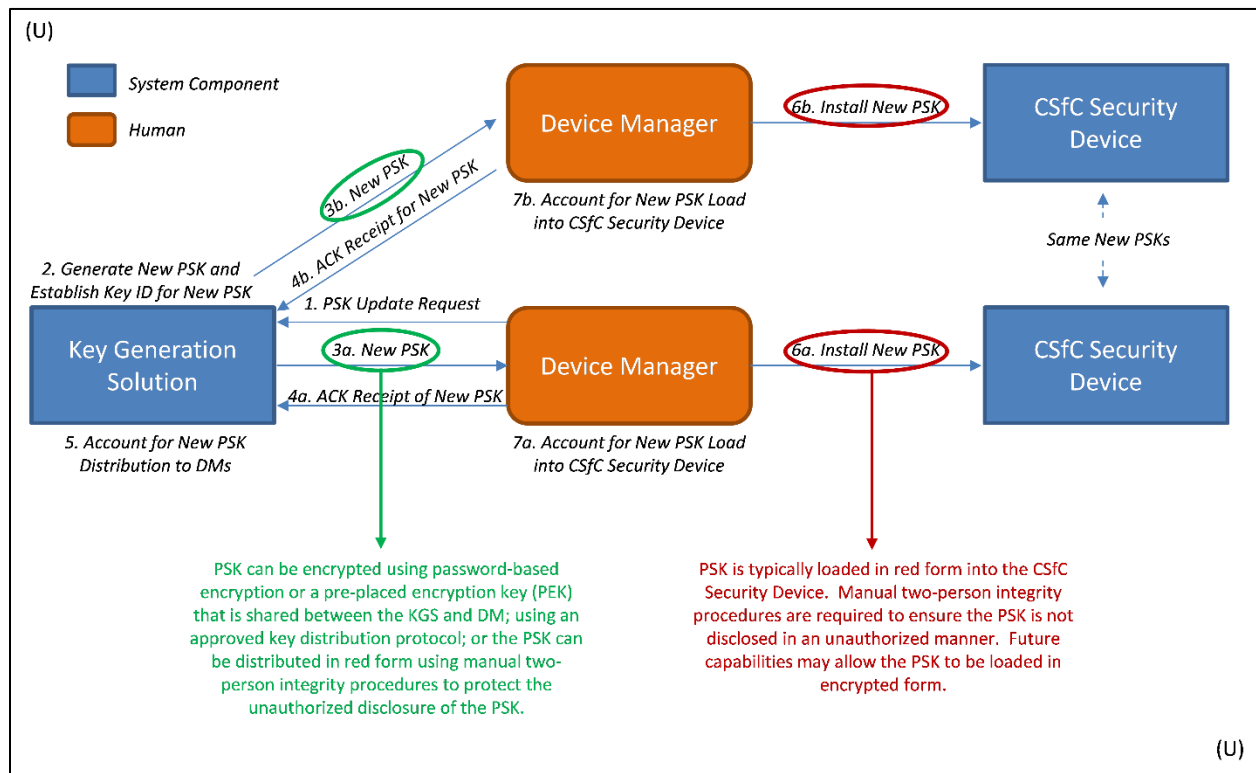 (U)
System Component
Human
Device Manager
6b. Install New PSK
CSfC Security
Device
3b. New PSK
4b. ACK Receipt for New PSK
7b. Account for New PSK Load
into CSfC Security Device
Same New PSKs
2. Generate New PSK and
Establish Key ID for New PSK
1. PSK Update Request
Key Generation
Solution
3a. New PSK
4a. ACK Receipt of New PSK
Device Manager
6a. Install New PSK
CSfC Security
Device
5. Account for New PSK
Distribution to DMs
7a. Account for New PSK Load
into CSfC Security Device
PSK can be encrypted using password-based
encryption or a pre-placed encryption key (PEK)
that is shared between the KGS and DM; using an
approved key distribution protocol; or the PSK can
be distributed in red form using manual two-
person integrity procedures to protect the
unauthorized disclosure of the PSK.
PSK is typically loaded in red form into the CSfC
Security Device.  Manual two-person integrity
procedures are required to ensure the PSK is not
disclosed in an unauthorized manner.  Future
capabilities may allow the PSK to be loaded in
encrypted form.
(U)